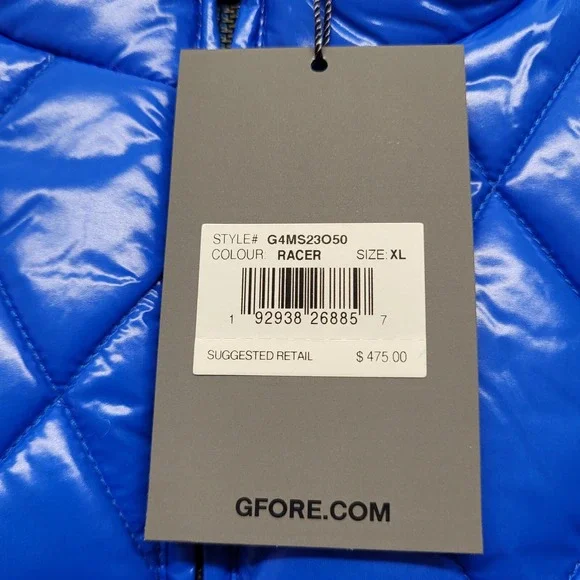 STYLE# G4MS23O50
COLOUR RACER SIZE: XL
1 92938 26885 7
SUGGESTED RETAIL $ 475.00
GFORE.COM